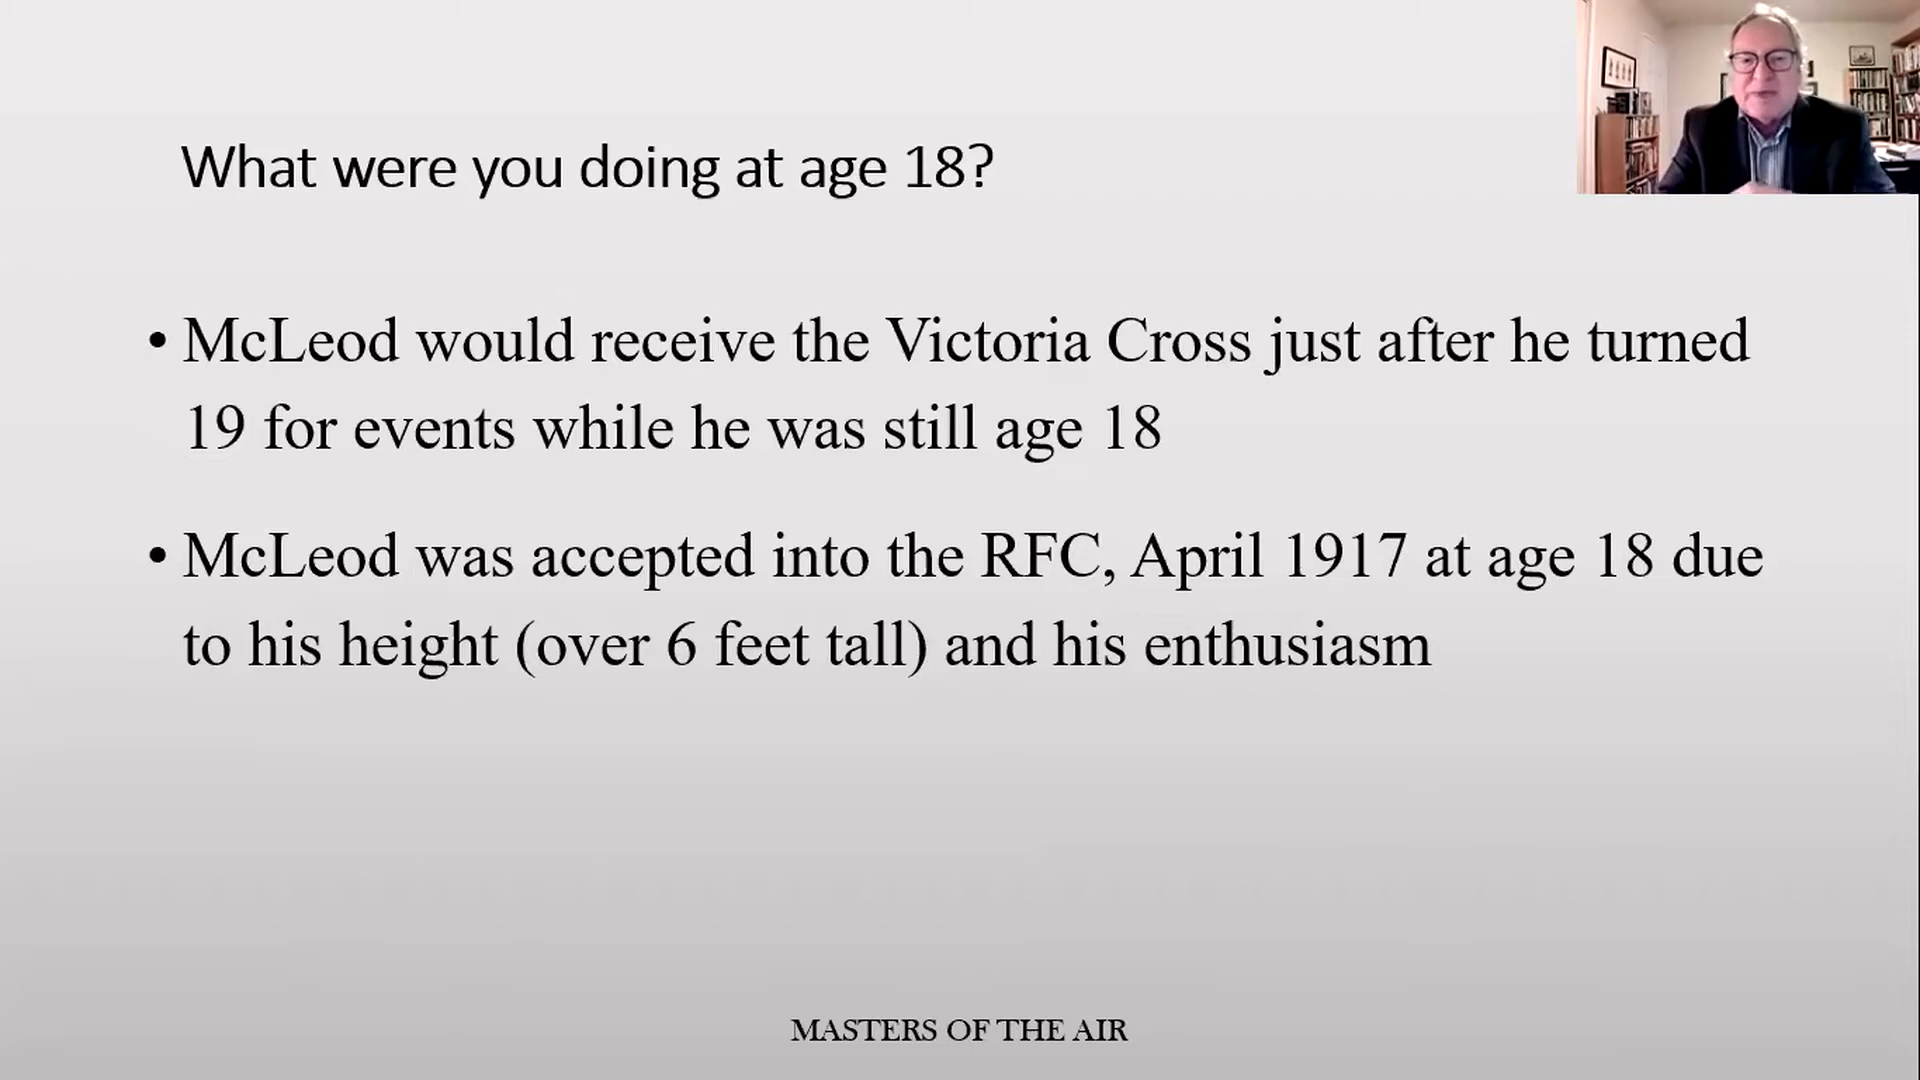 What were you doing at age 18?
• McLeod would receive the Victoria Cross just after he turned
19 for events while he was still age 18
• McLeod was accepted into the RFC, April 1917 at age 18 due
to his height (over 6 feet tall) and his enthusiasm
MASTERS OF THE AIR